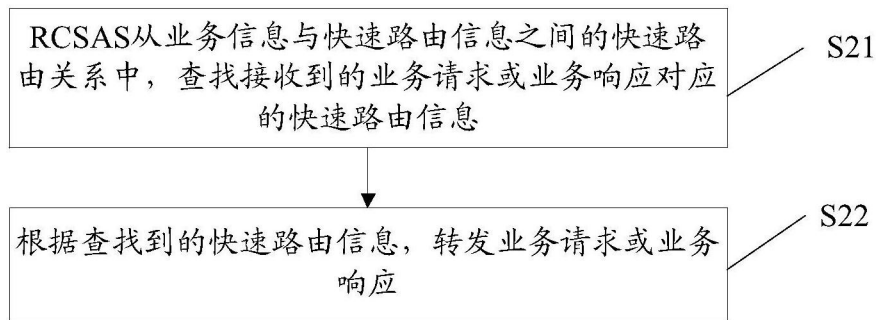 RCSAS从业务信息与快速路由信息之间的快速路
由关系中，查找接收到的业务请求或业务响应对应
的快速路由信息
S21
根据查找到的快速路由信息，转发业务请求或业务
响应
S22